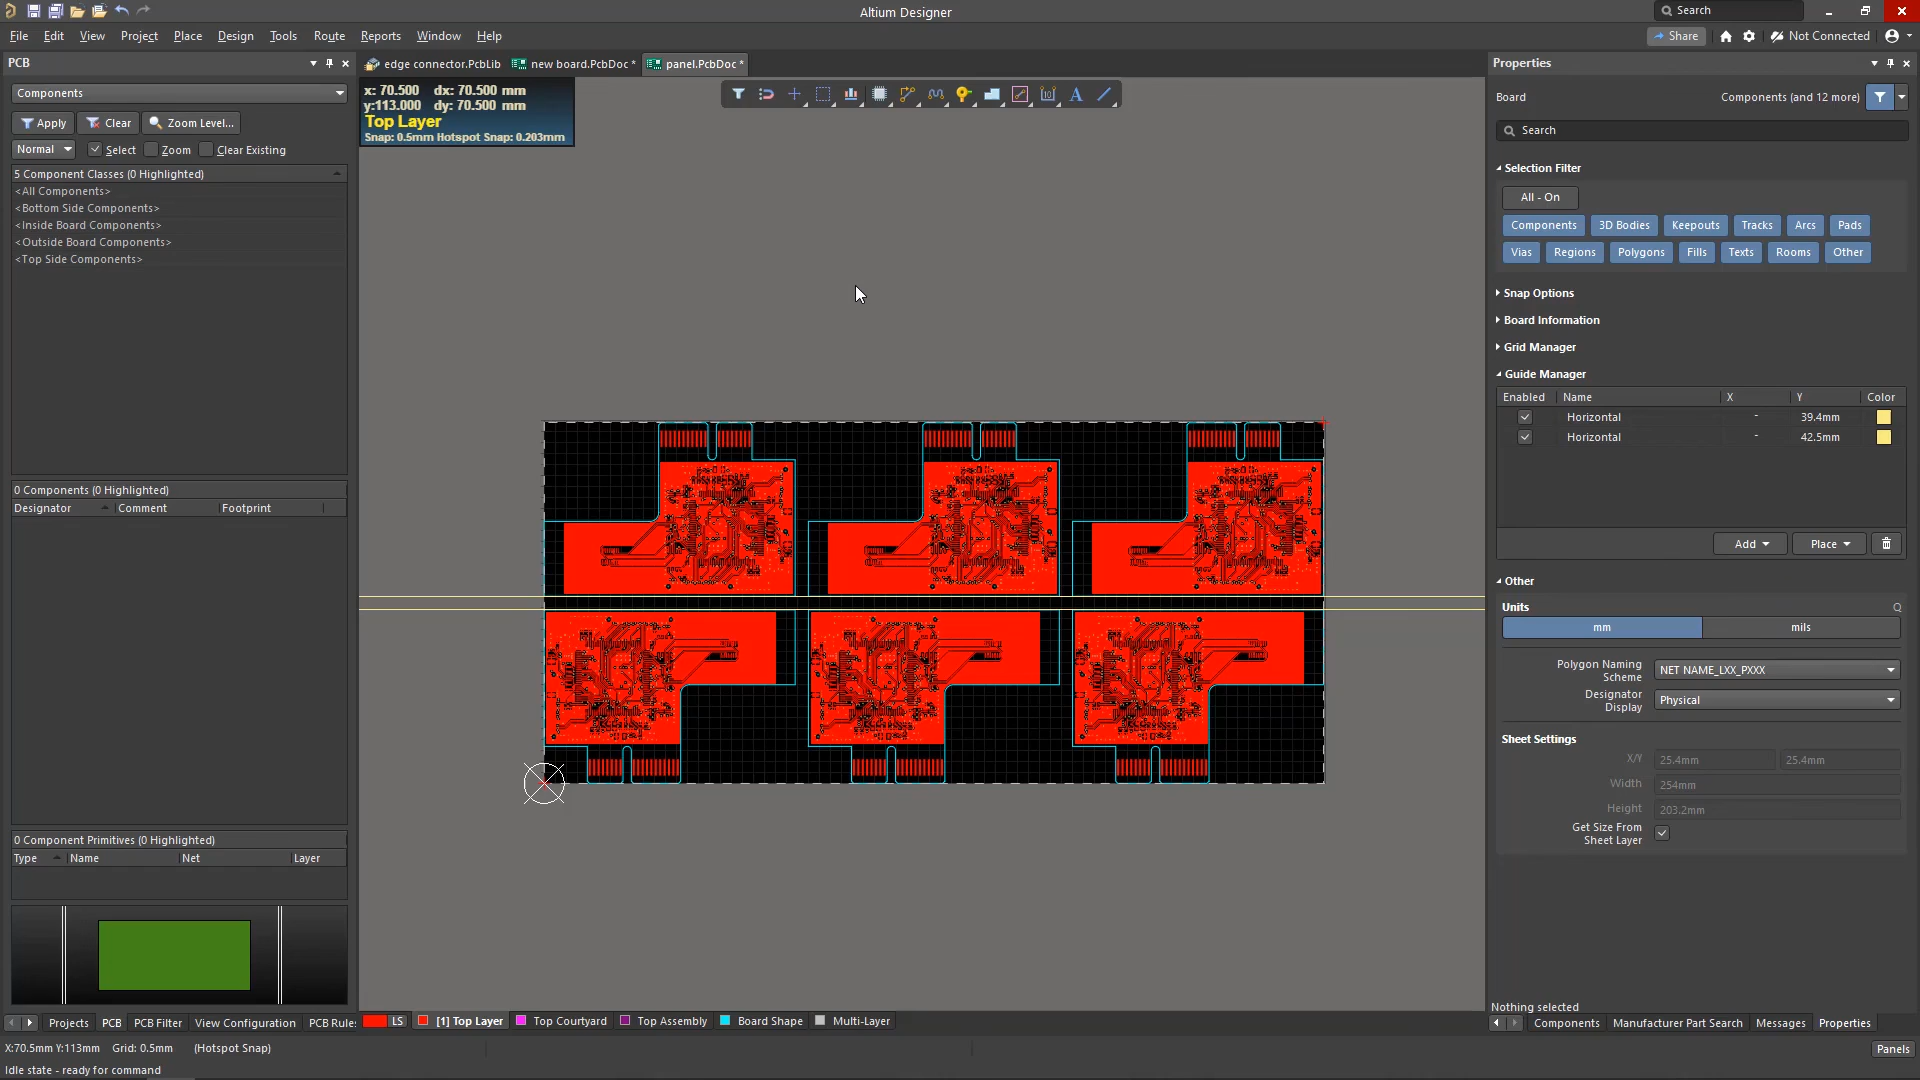 Altium Designer
Search
File Edit View Project Place Design Tools Route Reports Window Help
Share
Not Connected
PCB
edge connector.PcbLib
new board.PcbDoc *
panel.PcbDoc *
Properties
Components
x: 70.500 dx: 70.500 mm
y:113.000 dy: 70.500 mm
Top Layer
Snap: 0.5mm Hotspot Snap: 0.203mm
Board
Components (and 12 more)
Apply
Clear
Zoom Level...
Search
Normal
Select
Zoom
Clear Existing
5 Component Classes (0 Highlighted)
<All Components>
<Bottom Side Components>
<Inside Board Components>
<Outside Board Components>
<Top Side Components>
Selection Filter
All - On
Components 3D Bodies Keepouts Tracks Arcs Pads
Vias Regions Polygons Fills Texts Rooms Other
Snap Options
Board Information
Grid Manager
Guide Manager
Enabled Name X Y Color
Horizontal - 39.4mm
Horizontal - 42.5mm
Add
Place
0 Components (0 Highlighted)
Designator Comment Footprint
Other
Units
mm
mils
Polygon Naming
Scheme
NET NAME_LXX_PXXX
Designator
Display
Physical
Sheet Settings
X/Y 25.4mm 25.4mm
Width 254mm
Height 203.2mm
Get Size From
Sheet Layer
0 Component Primitives (0 Highlighted)
Type Name Net Layer
Nothing selected
Projects PCB PCB Filter View Configuration PCB Rules
LS
[1] Top Layer
Top Courtyard
Top Assembly
Board Shape
Multi-Layer
Components Manufacturer Part Search Messages Properties
X:70.5mm Y:113mm Grid: 0.5mm (Hotspot Snap)
Panels
Idle state - ready for command